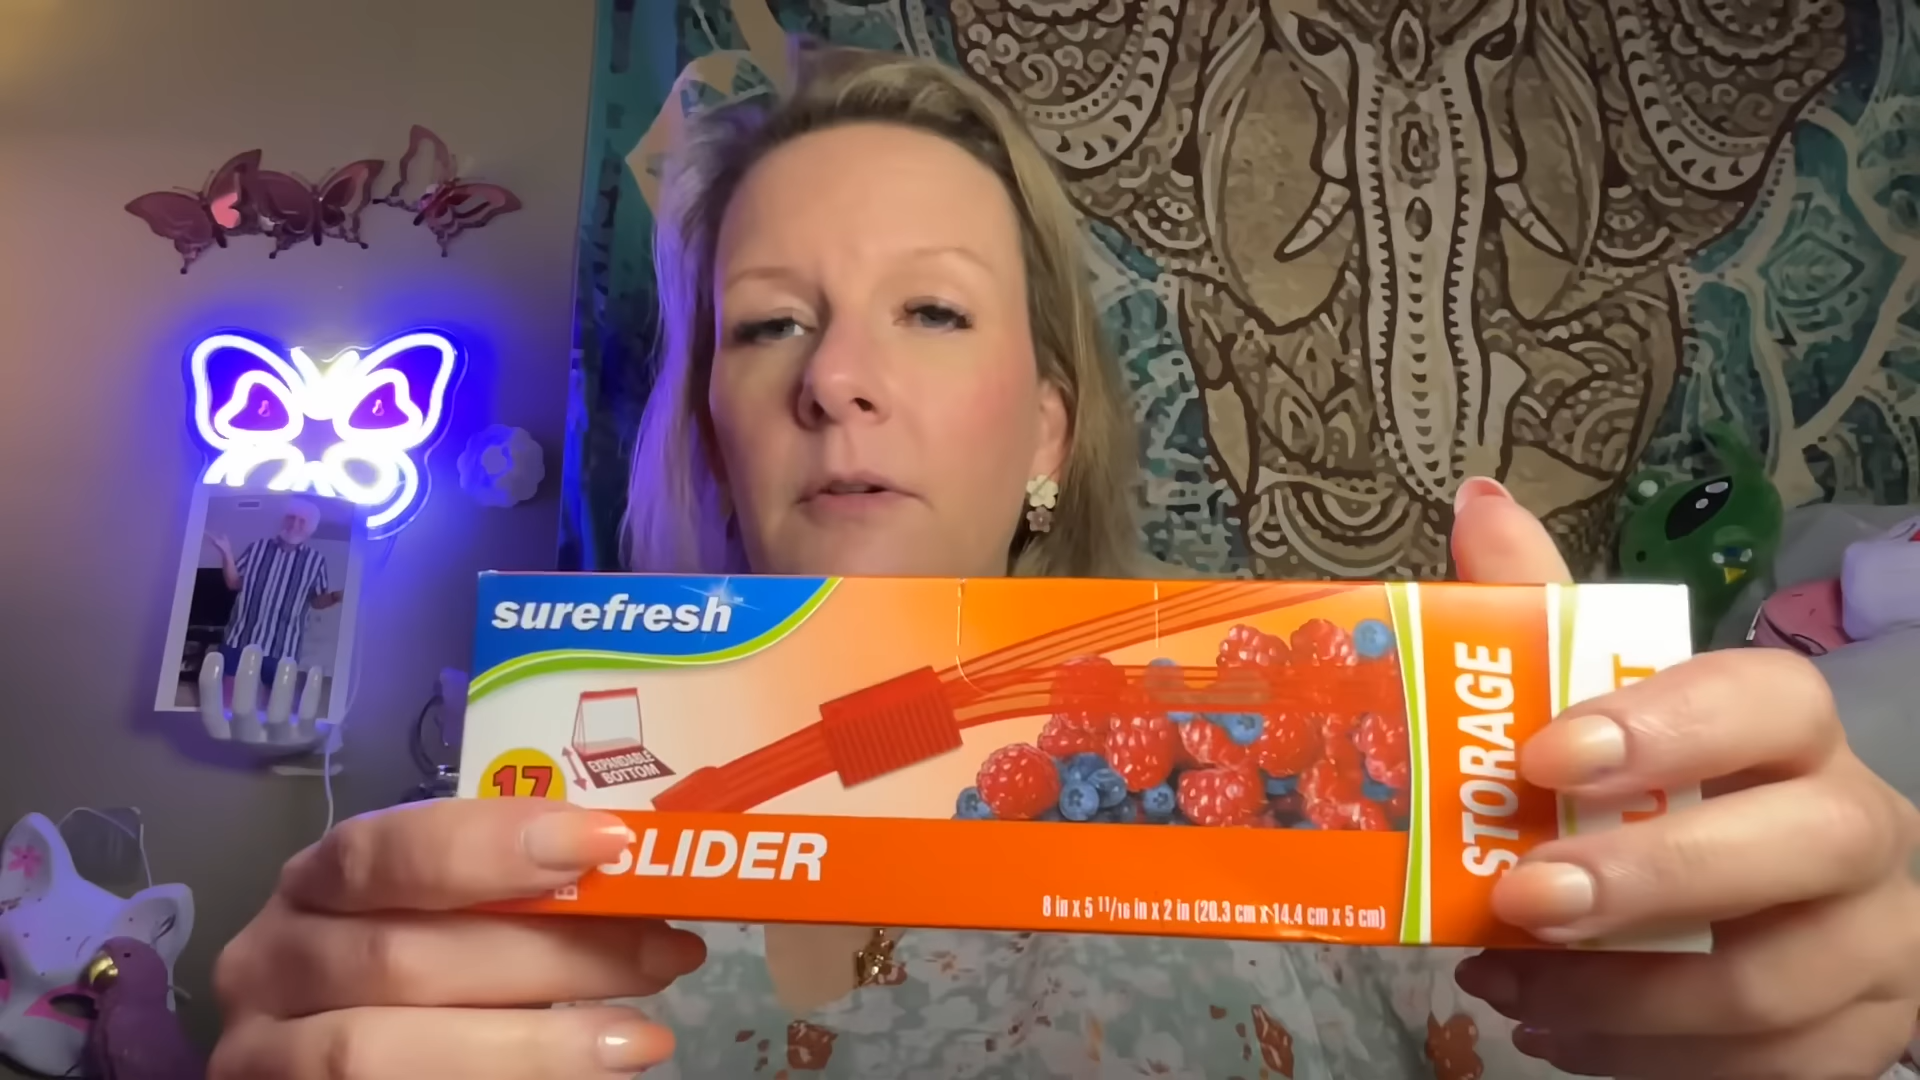 surefresh™
17
EXPANDABLE
BOTTOM
SLIDER
8 in x 5 11/16 in x 2 in (20.3 cm x 14.4 cm x 5 cm)
STORAGE